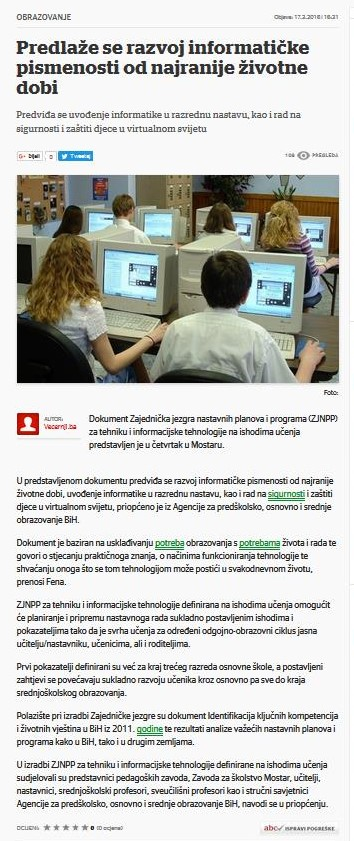 OBRAZOVANJE
Objava: 17.3.2016 / 16:31
Predlaže se razvoj informatičke
pismenosti od najranije životne
dobi
Predviđa se uvođenje informatike u razrednu nastavu, kao i rad na
sigurnosti i zaštiti djece u virtualnom svijetu
Dijeli 0 Tweetaj
106 PREGLEDA
Foto:
AUTOR:
Vecernji.ba
Dokument Zajednička jezgra nastavnih planova i programa (ZJNPP)
za tehniku i informacijske tehnologije na ishodima učenja
predstavljen je u četvrtak u Mostaru.
U predstavljenom dokumentu predviđa se razvoj informatičke pismenosti od najranije
životne dobi, uvođenje informatike u razrednu nastavu, kao i rad na sigurnosti i zaštiti
djece u virtualnom svijetu, priopćeno je iz Agencije za predškolsko, osnovno i srednje
obrazovanje BiH.
Dokument je baziran na usklađivanju potreba obrazovanja s potrebama života i rada te
govori o stjecanju praktičnoga znanja, o načinima funkcioniranja tehnologije te
shvaćanju onoga što se tom tehnologijom može postići u svakodnevnom životu,
prenosi Fena.
ZJNPP za tehniku i informacijske tehnologije definirana na ishodima učenja omogućit
će planiranje i pripremu nastavnoga rada sukladno postavljenim ishodima i
pokazateljima tako da je svrha učenja za određeni odgojno-obrazovni ciklus jasna
učitelju/nastavniku, učenicima, ali i roditeljima.
Prvi pokazatelji definirani su već za kraj trećeg razreda osnovne škole, a postavljeni
zahtjevi se povećavaju sukladno razvoju učenika kroz osnovno pa sve do kraja
srednjoškolskog obrazovanja.
Polazište pri izradbi Zajedničke jezgre su dokument Identifikacija ključnih kompetencija
i životnih vještina u BiH iz 2011. godine te rezultati analize važećih nastavnih planova i
programa kako u BiH, tako i u drugim zemljama.
U izradbi ZJNPP za tehniku i informacijske tehnologije definirane na ishodima učenja
sudjelovali su predstavnici pedagoških zavoda, Zavoda za školstvo Mostar, učitelji,
nastavnici, srednjoškolski profesori, sveučilišni profesori kao i stručni savjetnici
Agencije za predškolsko, osnovno i srednje obrazovanje BiH, navodi se u priopćenju.
OCIJENI: 0 (0 ocjena)
abc ISPRAVI POGREŠKE